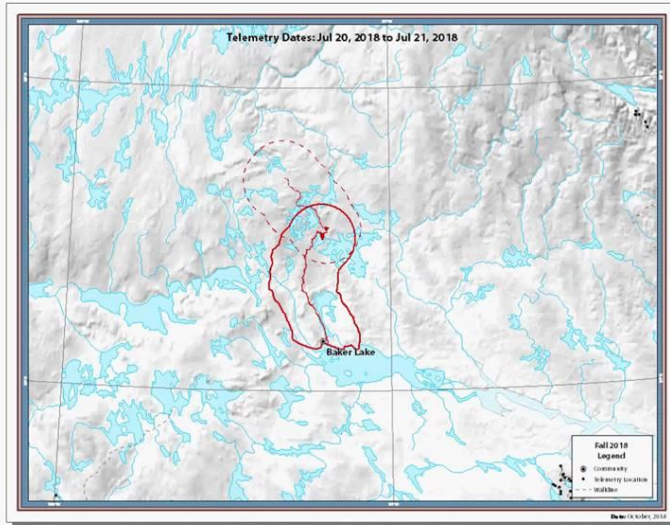 Telemetry Dates: Jul 20, 2018 to Jul 21, 2018
Baker Lake
Fall 2018
Legend
Community
Telemetry Location
Walkline
Date: October, 2018